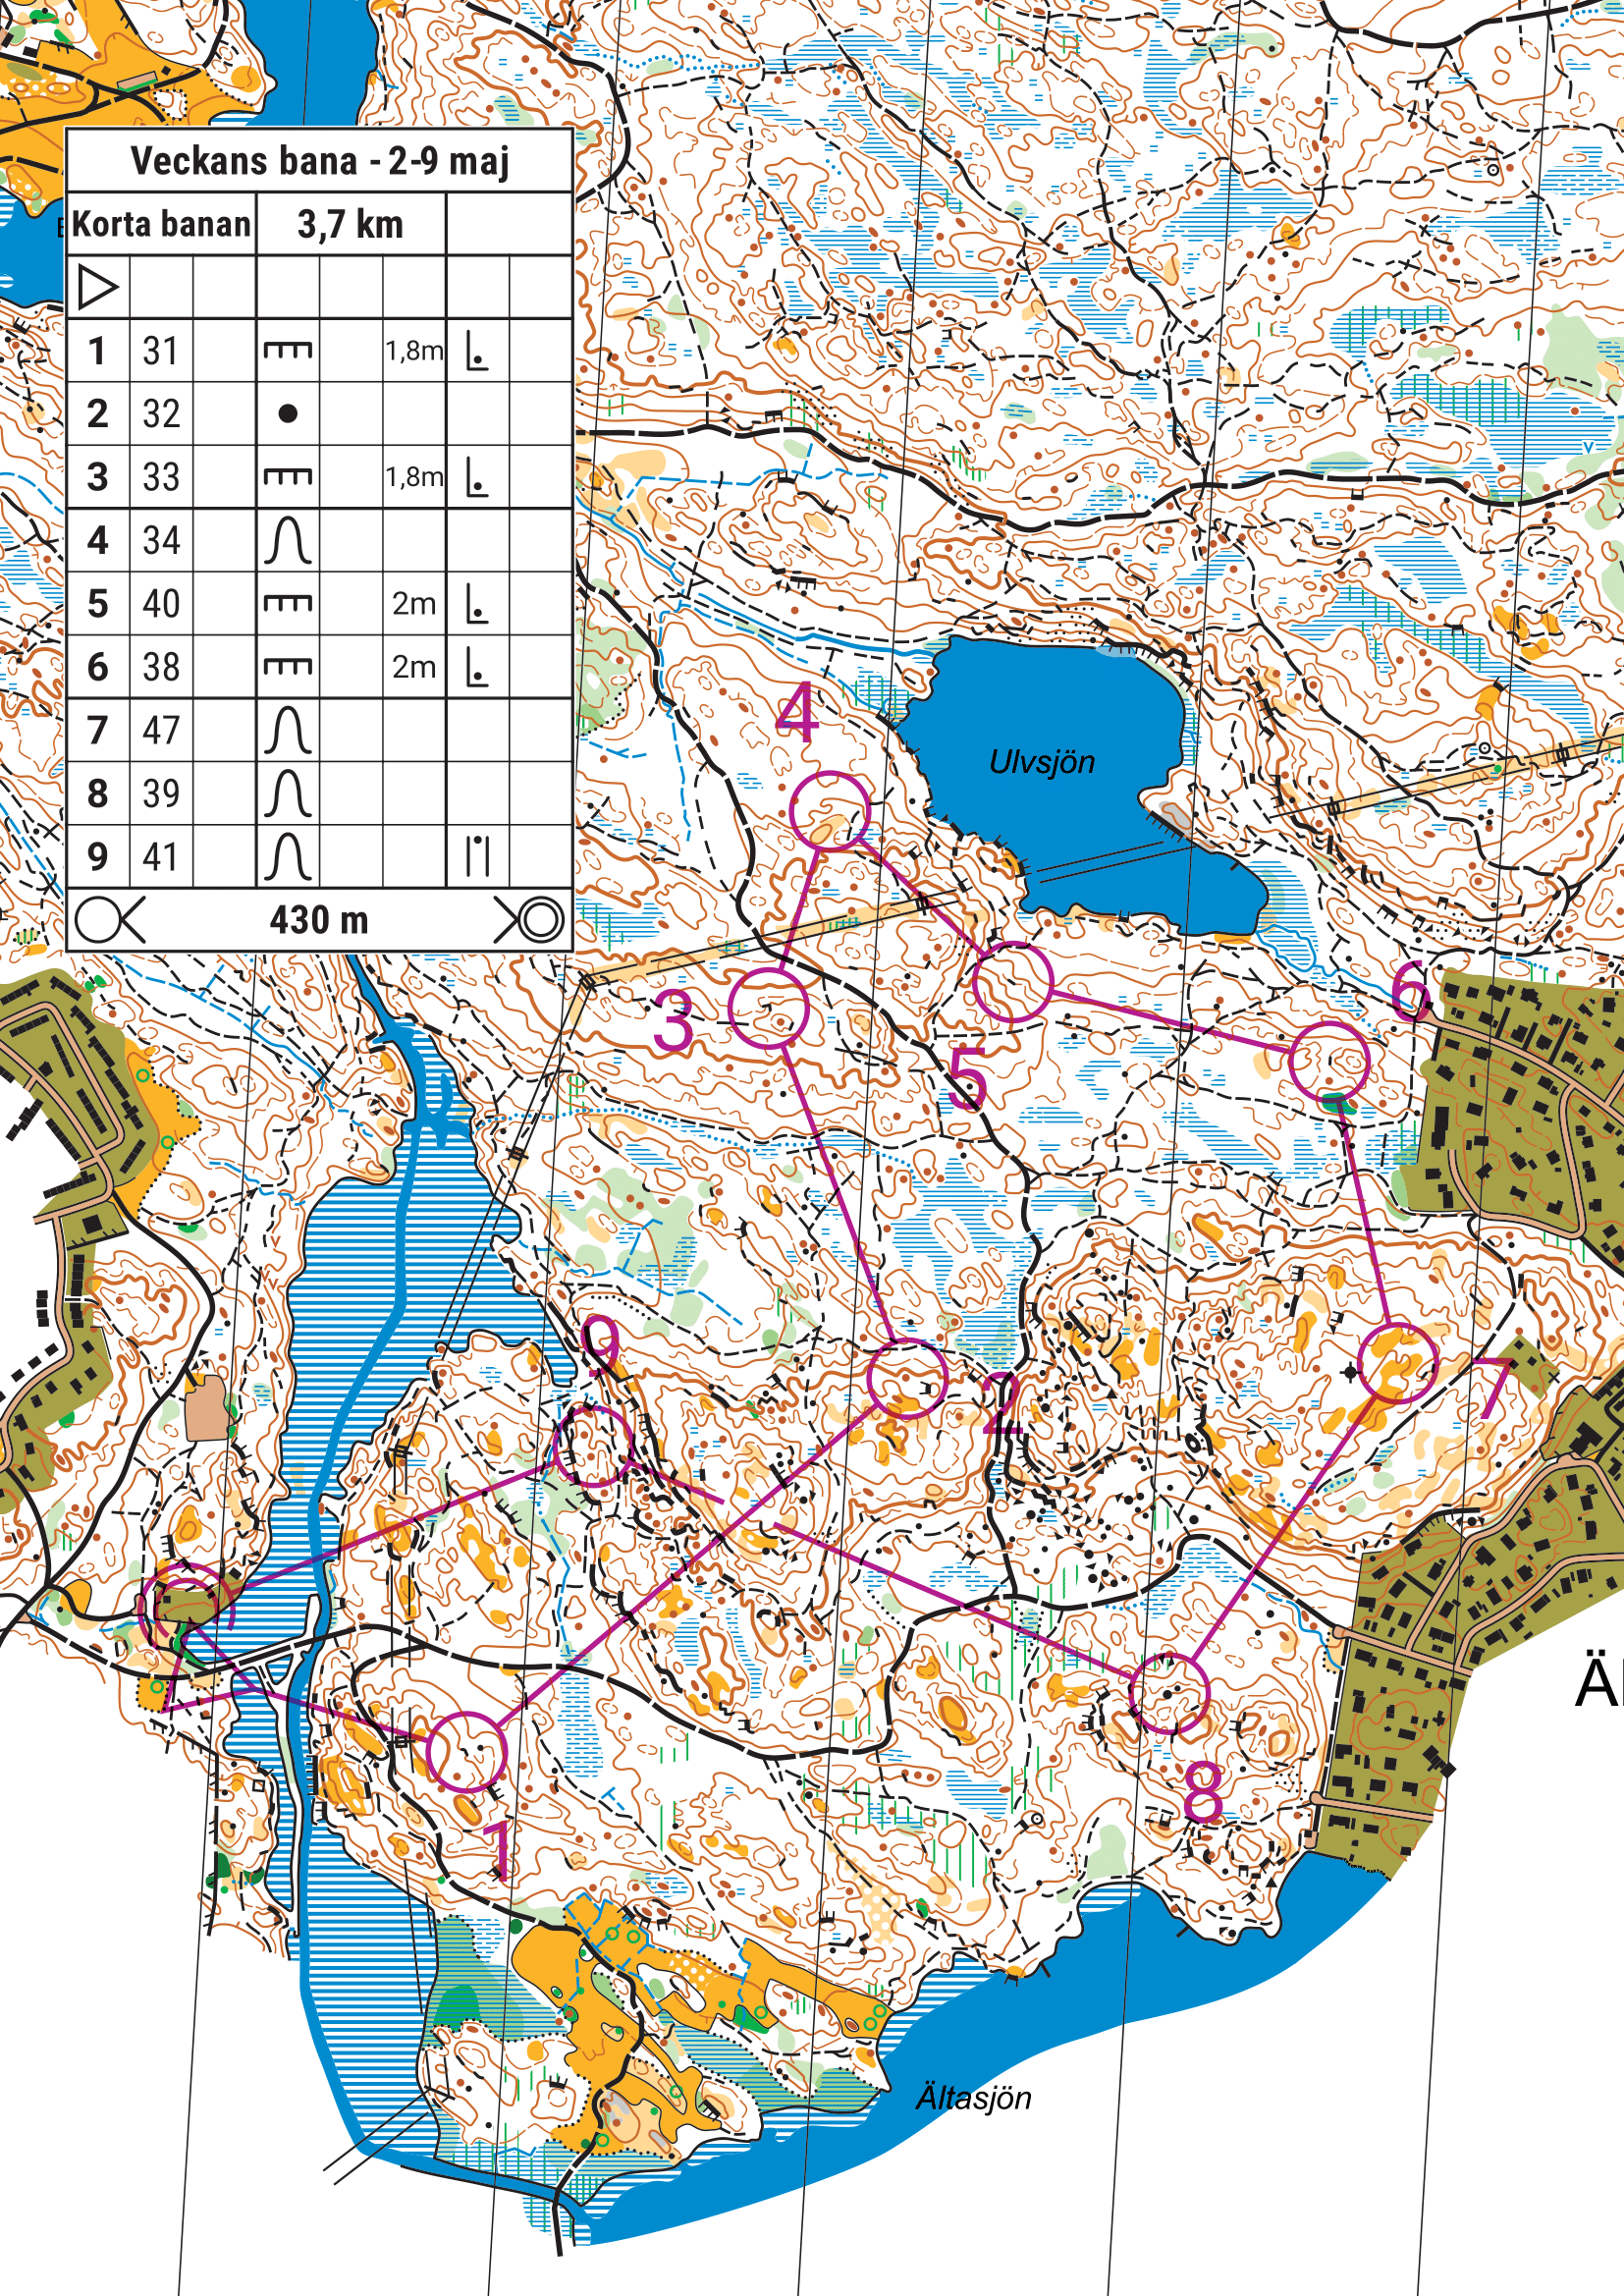 Veckans bana - 2-9 maj
Korta banan 3,7 km
1 31 1,8m
2 32
3 33 1,8m
4 34
5 40 2m
6 38 2m
7 47
8 39
9 41
430 m
4
Ulvsjön
3
6
5
9
2
7
8
1
Ältasjön